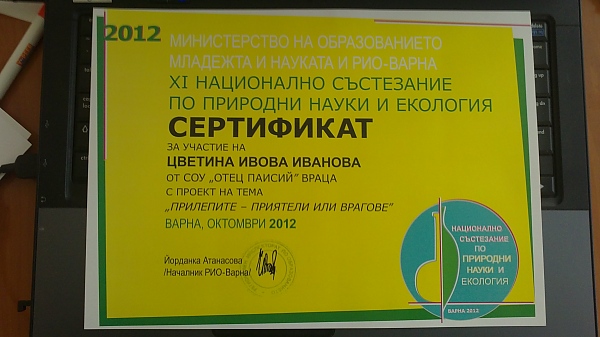 2012
МИНИСТЕРСТВО НА ОБРАЗОВАНИЕТО
МЛАДЕЖТА И НАУКАТА И РИО-ВАРНА
XI НАЦИОНАЛНО СЪСТЕЗАНИЕ
ПО ПРИРОДНИ НАУКИ И ЕКОЛОГИЯ
СЕРТИФИКАТ
ЗА УЧАСТИЕ НА
ЦВЕТИНА ИВОВА ИВАНОВА
ОТ СОУ „ОТЕЦ ПАИСИЙ" ВРАЦА
С ПРОЕКТ НА ТЕМА
„ПРИЛЕПИТЕ – ПРИЯТЕЛИ ИЛИ ВРАГОВЕ"
ВАРНА, ОКТОМВРИ 2012
Йорданка Атанасова
/Началник РИО-Варна/
НАЦИОНАЛНО
СЪСТЕЗАНИЕ
ПО
ПРИРОДНИ
НАУКИ И
ЕКОЛОГИЯ
ВАРНА 2012